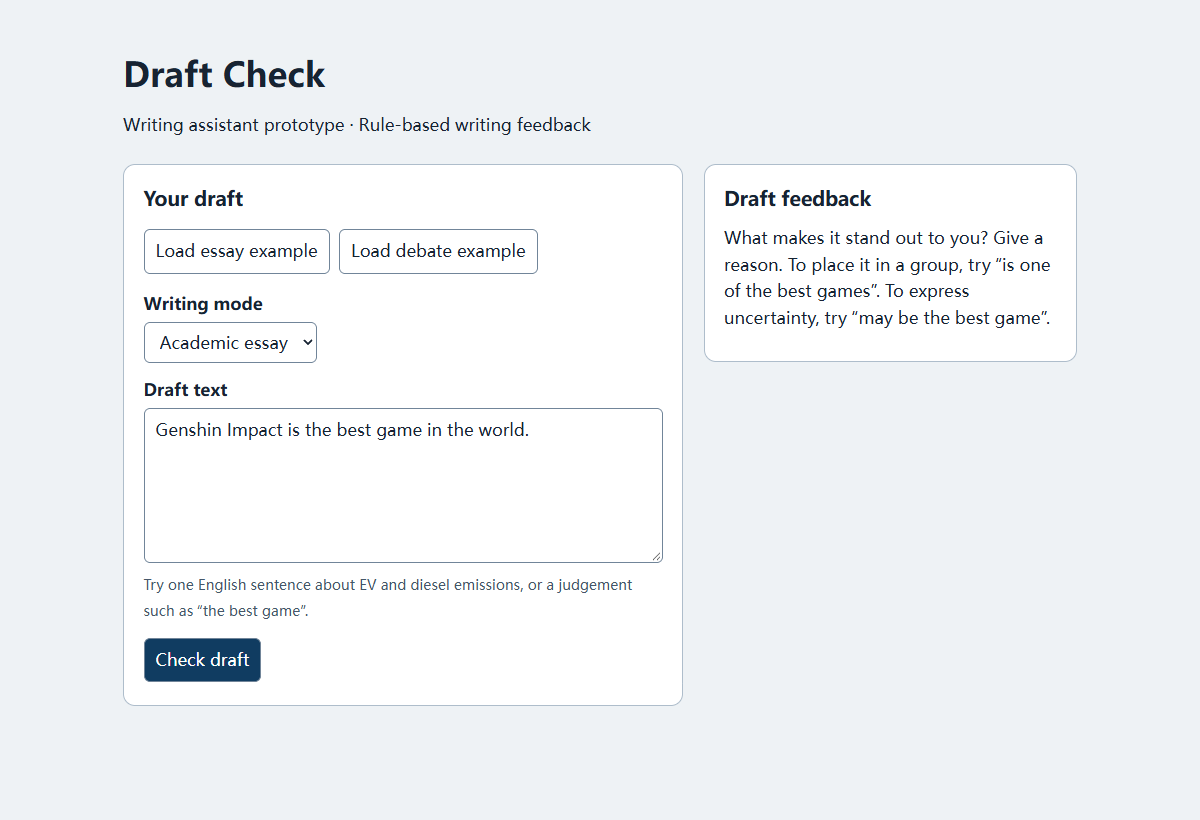 Draft Check
Writing assistant prototype · Rule-based writing feedback
Your draft
Load essay example
Load debate example
Writing mode
Academic essay
Draft text
Genshin Impact is the best game in the world.
Try one English sentence about EV and diesel emissions, or a judgement
such as “the best game”.
Check draft
Draft feedback
What makes it stand out to you? Give a
reason. To place it in a group, try “is one
of the best games”. To express
uncertainty, try “may be the best game”.